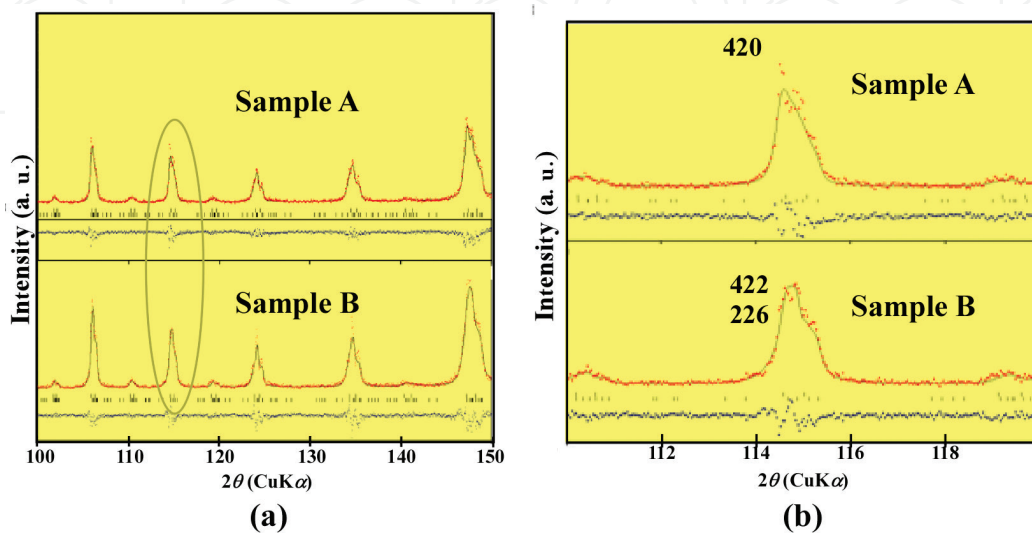 Intensity (a. u.)
Sample A
Sample B
100 110 120 130 140 150
2θ (CuKα)
(a)
Intensity (a. u.)
420
Sample A
422
226
Sample B
112 114 116 118
2θ (CuKα)
(b)